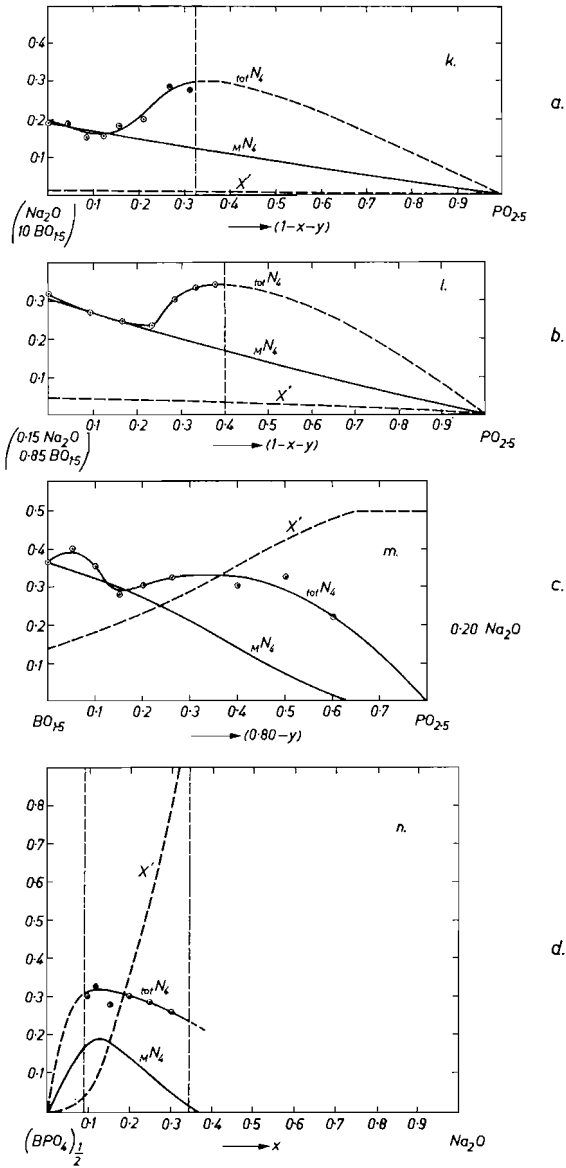 0·4
k.
0·3
tot N4
a.
0·2
M N4
0·1
X'
0·1 0·2 0·3 0·4 0·5 0·6 0·7 0·8 0·9 PO2·5
(Na2O
10 BO1·5)
(1-x-y)
l.
0·3
tot N4
b.
0·2
M N4
0·1
X'
0·1 0·2 0·3 0·4 0·5 0·6 0·7 0·8 0·9 PO2·5
(0·15 Na2O
0·85 BO1·5)
(1-x-y)
0·5
X'
m.
0·4
0·3
tot N4
c.
0·2
0·20 Na2O
M N4
0·1
0·1 0·2 0·3 0·4 0·5 0·6 0·7
BO1·5
(0·80-y)
PO2·5
n.
0·8
0·7
X'
0·6
0·5
d.
0·4
0·3
tot N4
0·2
M N4
0·1
0·1 0·2 0·3 0·4 0·5 0·6 0·7 0·8 0·9
(BPO4)1/2
x
Na2O